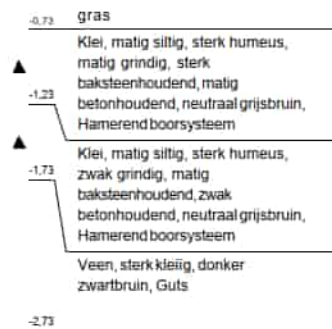 -0,73 gras
Klei, matig siltig, sterk humeus,
matig grindig, sterk
baksteenhoudend, matig
-1,23 betonhoudend, neutraal grijsbruin,
Hamerend boorsysteem
Klei, matig siltig, sterk humeus,
-1,73 zwak grindig, matig
baksteenhoudend, zwak
betonhoudend, neutraal grijsbruin,
Hamerend boorsysteem
Veen, sterk kleiig, donker
zwartbruin, Guts
-2,73